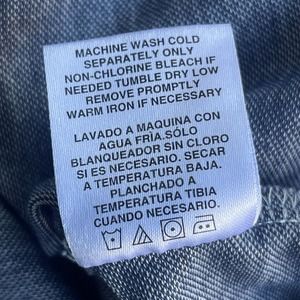 MACHINE WASH COLD
SEPARATELY ONLY
NON-CHLORINE BLEACH IF
NEEDED TUMBLE DRY LOW
REMOVE PROMPTLY
WARM IRON IF NECESSARY
LAVADO A MAQUINA CON
AGUA FRÍA.SÓLO
BLANQUEADOR SIN CLORO
SI ES NECESARIO. SECAR
A TEMPERATURA BAJA.
PLANCHADO A
TEMPERATURA TIBIA
CUANDO NECESARIO.